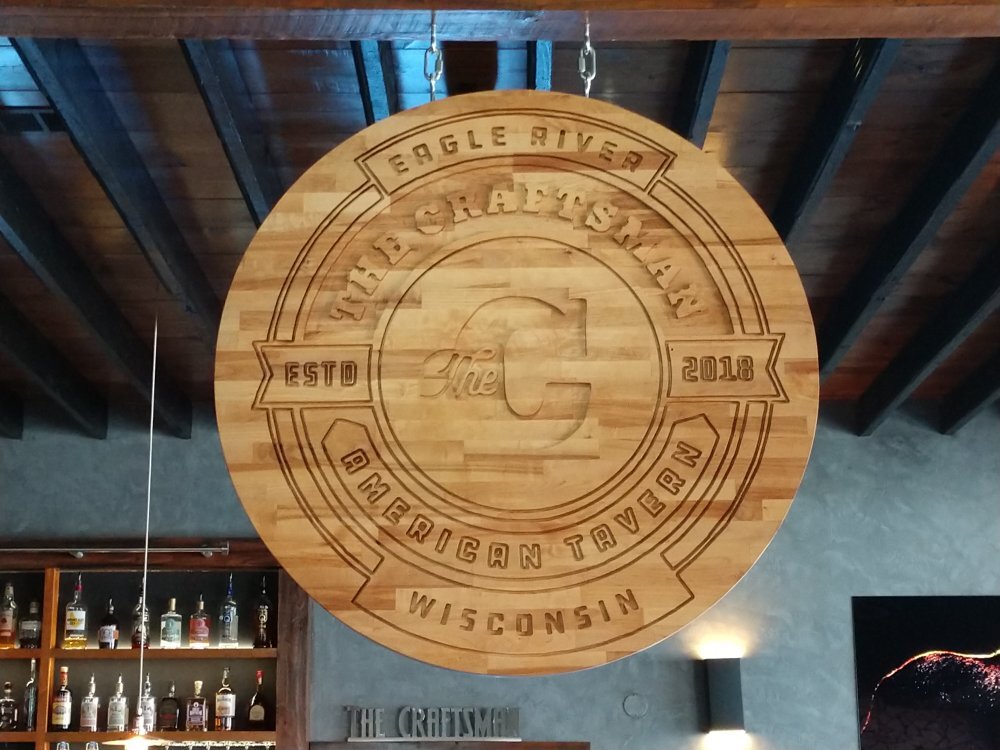 EAGLE RIVER
THE CRAFTSMAN
The C
ESTD
2018
AMERICAN TAVERN
WISCONSIN
THE CRAFTSMAN